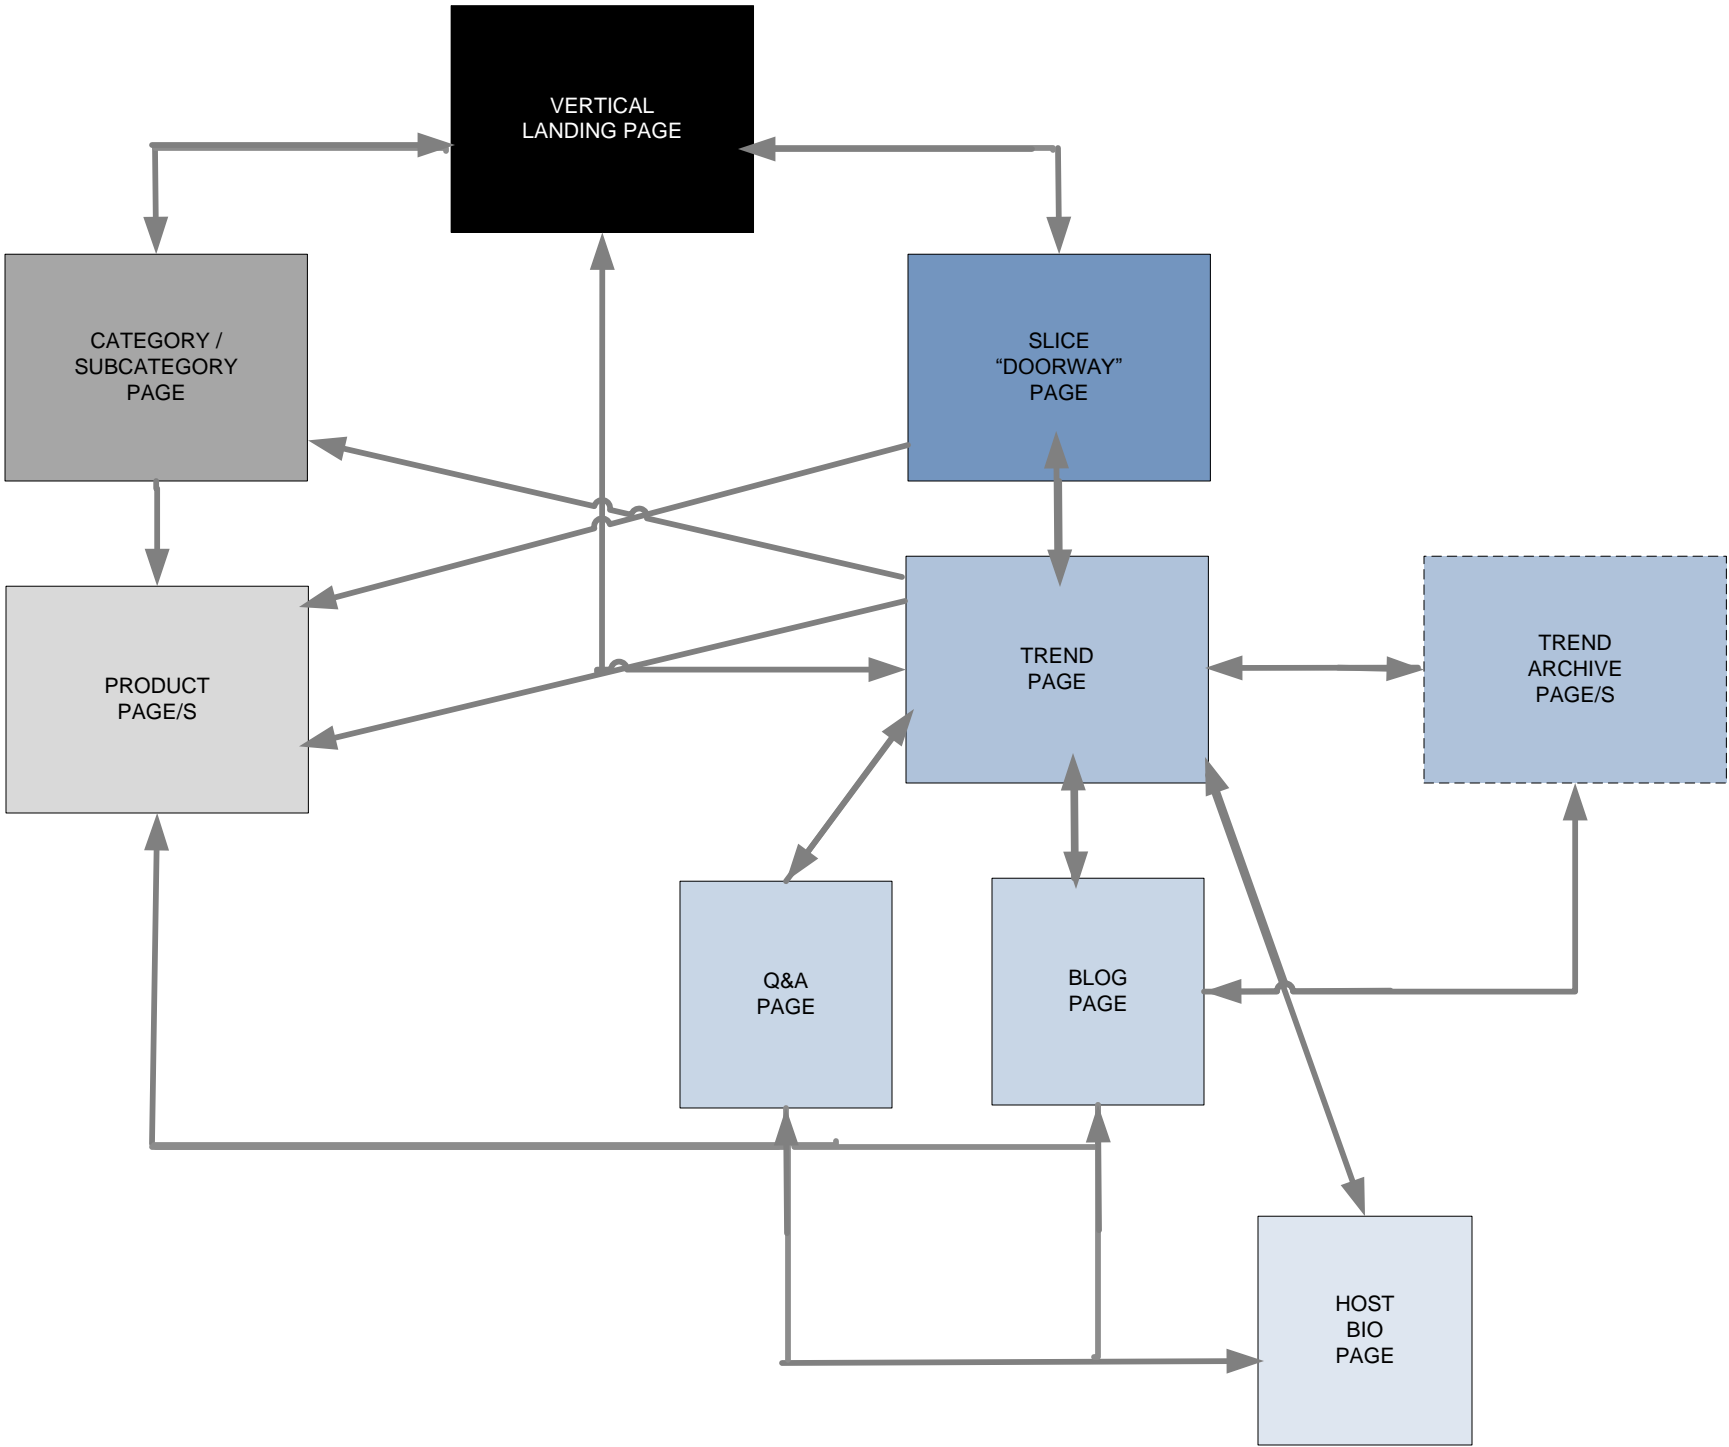 VERTICAL
LANDING PAGE
CATEGORY /
SUBCATEGORY
PAGE
SLICE
“DOORWAY”
PAGE
PRODUCT
PAGE/S
TREND
PAGE
TREND
ARCHIVE
PAGE/S
Q&A
PAGE
BLOG
PAGE
HOST
BIO
PAGE